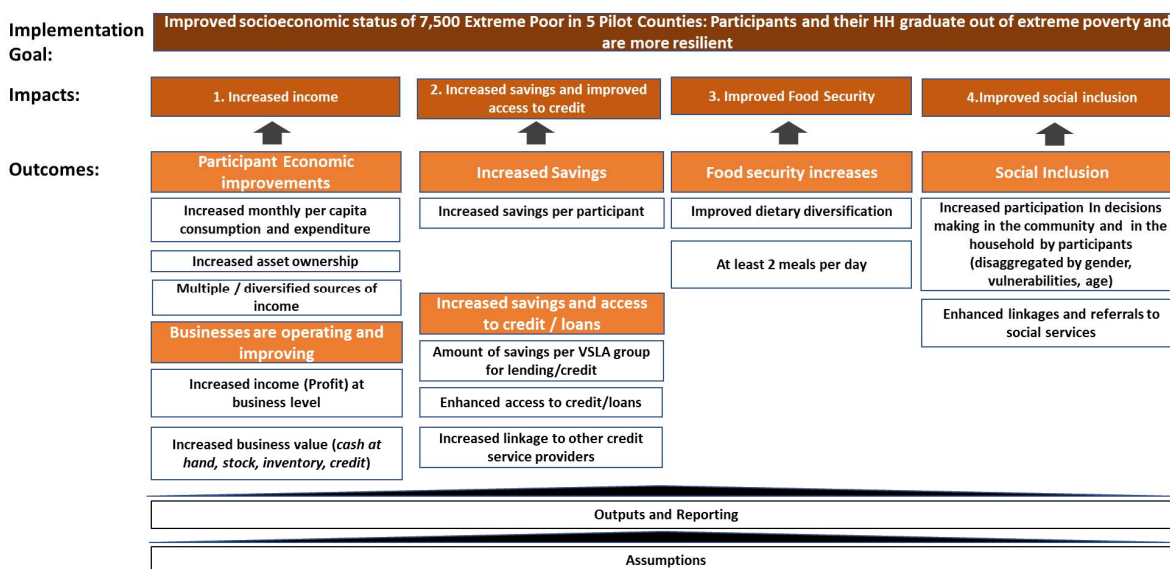 Implementation
Goal:
Improved socioeconomic status of 7,500 Extreme Poor in 5 Pilot Counties: Participants and their HH graduate out of extreme poverty and
are more resilient
Impacts:
1. Increased income
2. Increased savings and improved
access to credit
3. Improved Food Security
4.Improved social inclusion
Outcomes:
Participant Economic
improvements
Increased monthly per capita
consumption and expenditure
Increased asset ownership
Multiple / diversified sources of
income
Businesses are operating and
improving
Increased income (Profit) at
business level
Increased business value (cash at
hand, stock, inventory, credit)
Increased Savings
Increased savings per participant
Increased savings and access
to credit / loans
Amount of savings per VSLA group
for lending/credit
Enhanced access to credit/loans
Increased linkage to other credit
service providers
Food security increases
Improved dietary diversification
At least 2 meals per day
Social Inclusion
Increased participation In decisions
making in the community and in the
household by participants
(disaggregated by gender,
vulnerabilities, age)
Enhanced linkages and referrals to
social services
Outputs and Reporting
Assumptions